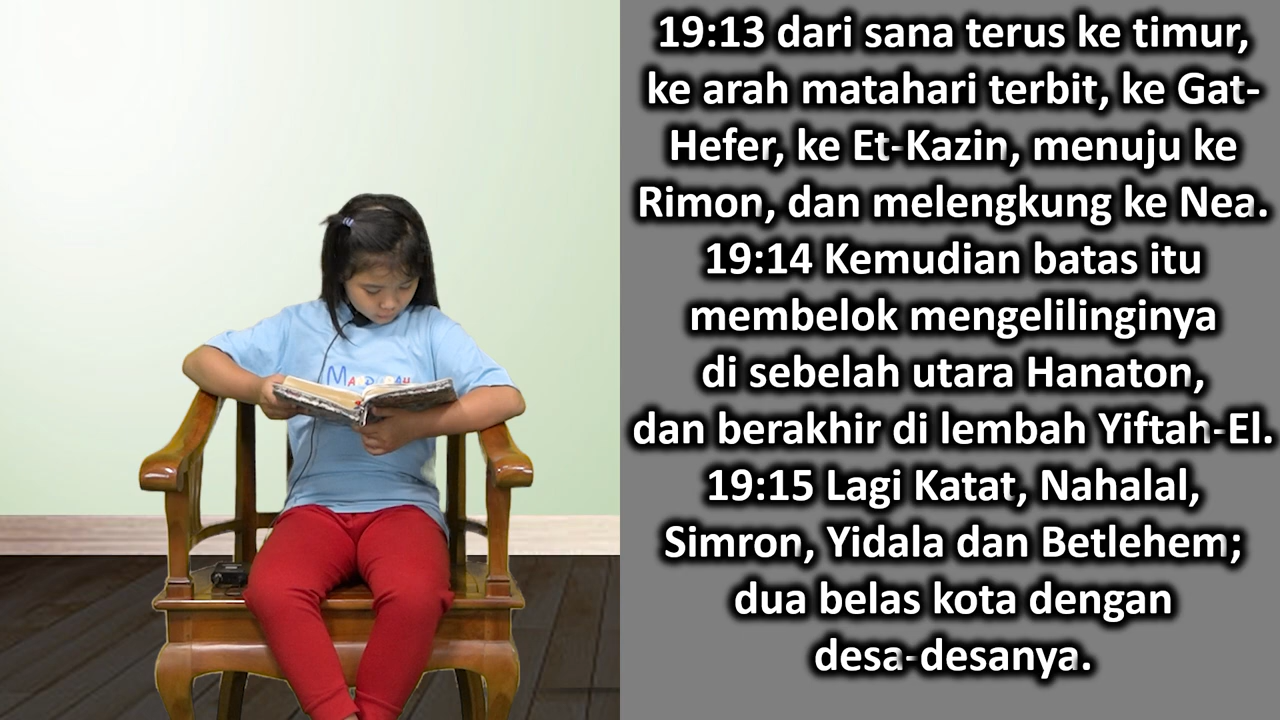 19:13 dari sana terus ke timur,
ke arah matahari terbit, ke Gat-
Hefer, ke Et-Kazin, menuju ke
Rimon, dan melengkung ke Nea.
19:14 Kemudian batas itu
membelok mengelilinginya
di sebelah utara Hanaton,
dan berakhir di lembah Yiftah-El.
19:15 Lagi Katat, Nahalal,
Simron, Yidala dan Betlehem;
dua belas kota dengan
desa-desanya.